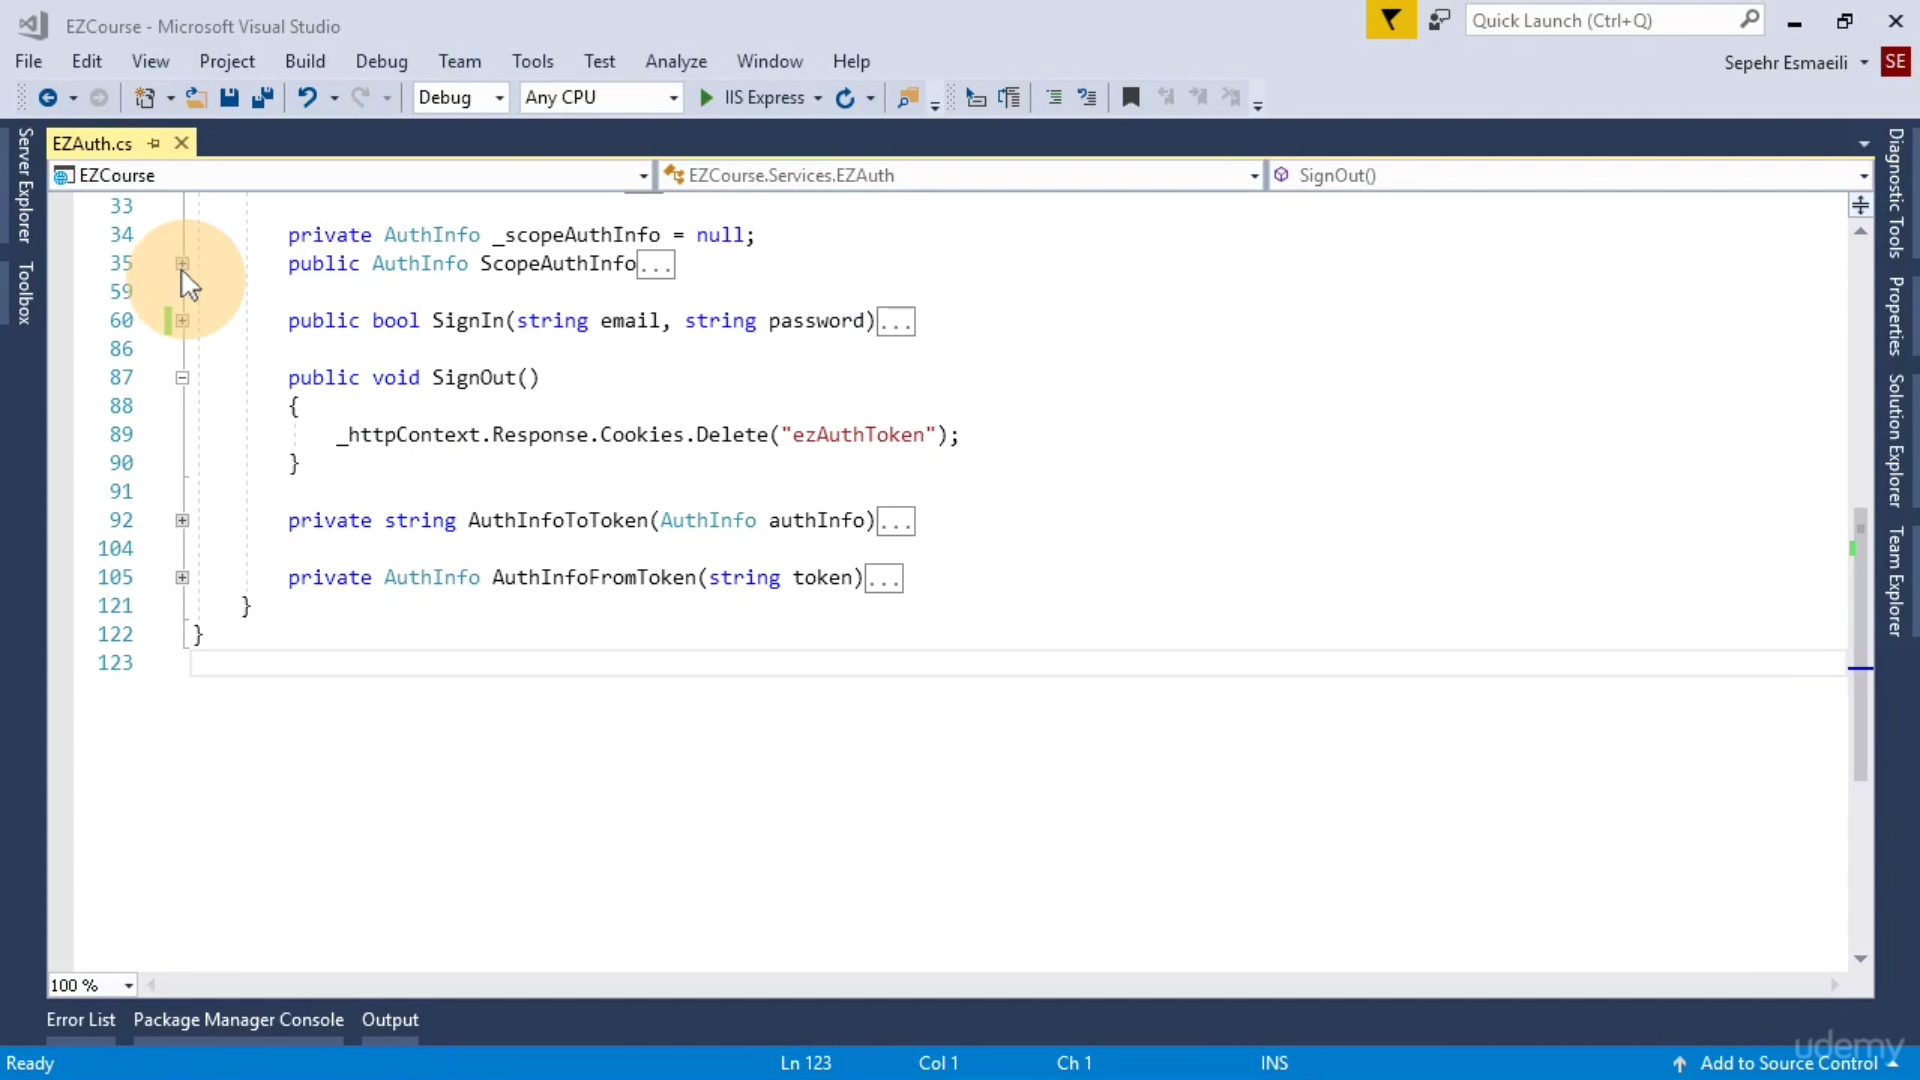 EZCourse - Microsoft Visual Studio
Quick Launch (Ctrl+Q)
File Edit View Project Build Debug Team Tools Test Analyze Window Help
Sepehr Esmaeili SE
Debug Any CPU IIS Express
Server Explorer
Toolbox
EZAuth.cs
EZCourse EZCourse.Services.EZAuth SignOut()
33
34 private AuthInfo _scopeAuthInfo = null;
35 public AuthInfo ScopeAuthInfo...
59
60 public bool SignIn(string email, string password)...
86
87 public void SignOut()
88 {
89 _httpContext.Response.Cookies.Delete("ezAuthToken");
90 }
91
92 private string AuthInfoToToken(AuthInfo authInfo)...
104
105 private AuthInfo AuthInfoFromToken(string token)...
121 }
122 }
123
Diagnostic Tools
Properties
Solution Explorer
Team Explorer
100 %
Error List Package Manager Console Output
Ready Ln 123 Col 1 Ch 1 INS Add to Source Control
udemy